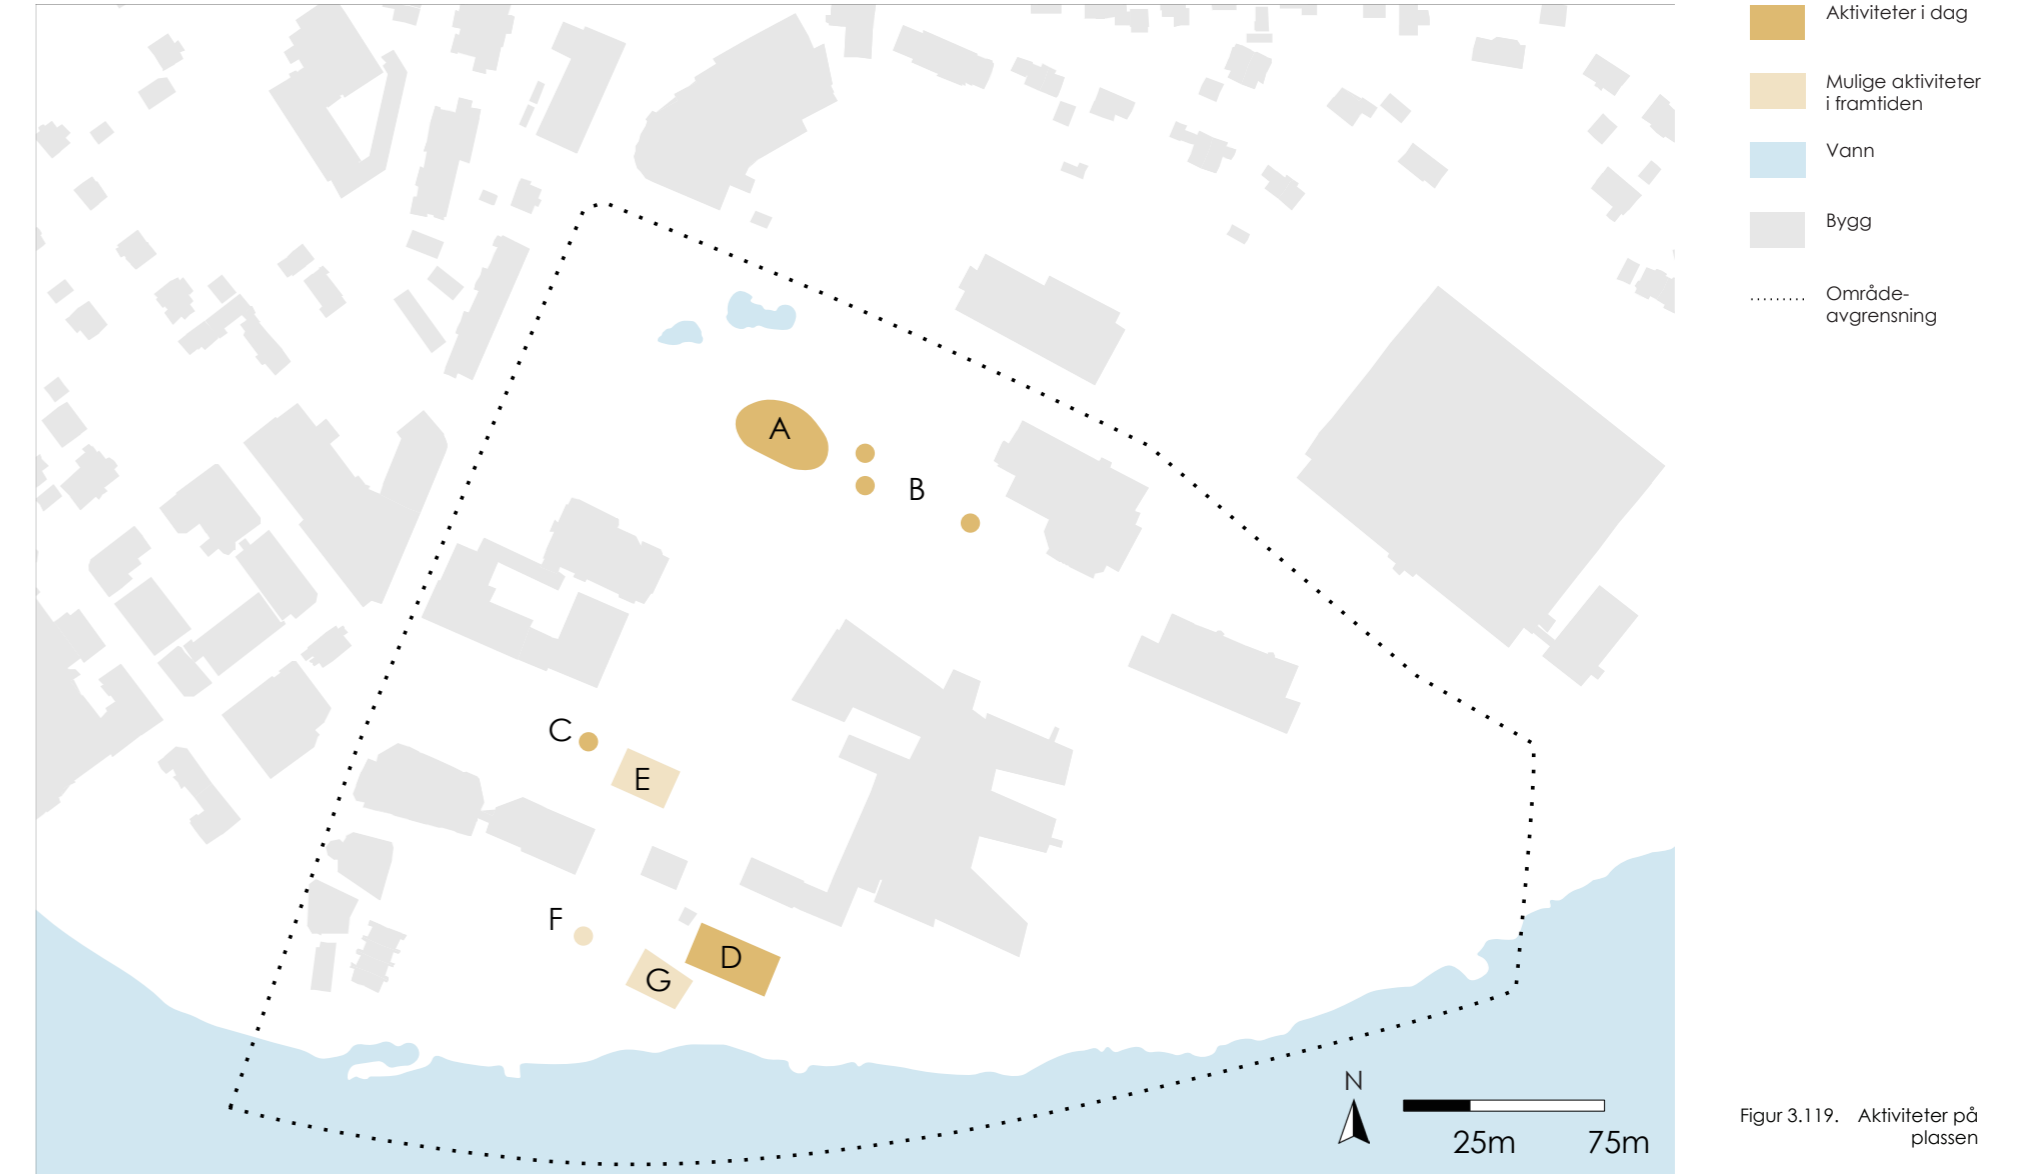 Aktiviteter i dag
Mulige aktiviteter
i framtiden
Vann
Bygg
Område-
avgrensning
A
B
C
E
F
D
G
N
25m 75m
Figur 3.119. Aktiviteter på
plassen